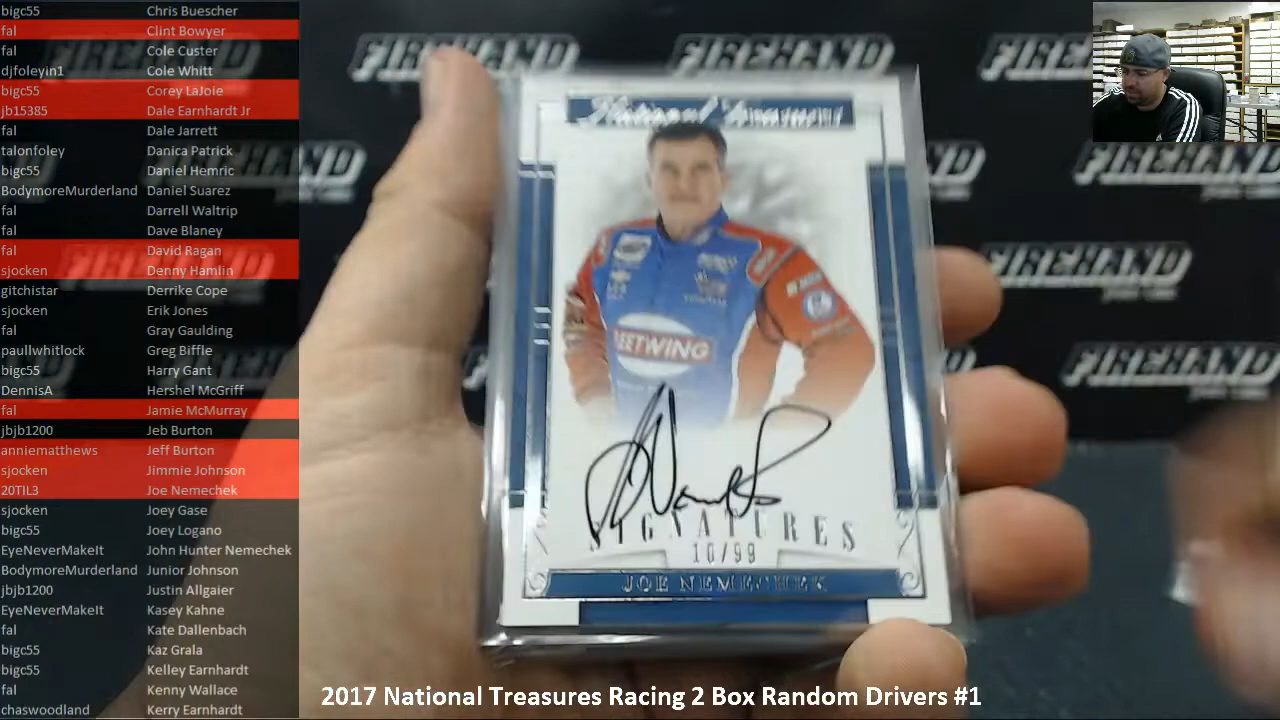 bigc55 Chris Buescher
fal Clint Bowyer
fal Cole Custer
djfoleyin1 Cole Whitt
bigc55 Corey LaJoie
jb15385 Dale Earnhardt Jr
fal Dale Jarrett
talonfoley Danica Patrick
bigc55 Daniel Hemric
BodymoreMurderland Daniel Suarez
fal Darrell Waltrip
fal Dave Blaney
fal David Ragan
sjocken Denny Hamlin
gitchistar Derrike Cope
sjocken Erik Jones
fal Gray Gaulding
paullwhitlock Greg Biffle
bigc55 Harry Gant
DennisA Hershel McGriff
fal Jamie McMurray
jbjb1200 Jeb Burton
anniematthews Jeff Burton
sjocken Jimmie Johnson
20TIL3 Joe Nemechek
sjocken Joey Gase
bigc55 Joey Logano
EyeNeverMakeIt John Hunter Nemechek
BodymoreMurderland Junior Johnson
jbjb1200 Justin Allgaier
EyeNeverMakeIt Kasey Kahne
fal Kate Dallenbach
bigc55 Kaz Grala
bigc55 Kelley Earnhardt
fal Kenny Wallace
chaswoodland Kerry Earnhardt
FIREHAND
FIREHAND
National Treasures
SIGNATURES
10/99
JOE NEMECHEK
2017 National Treasures Racing 2 Box Random Drivers #1